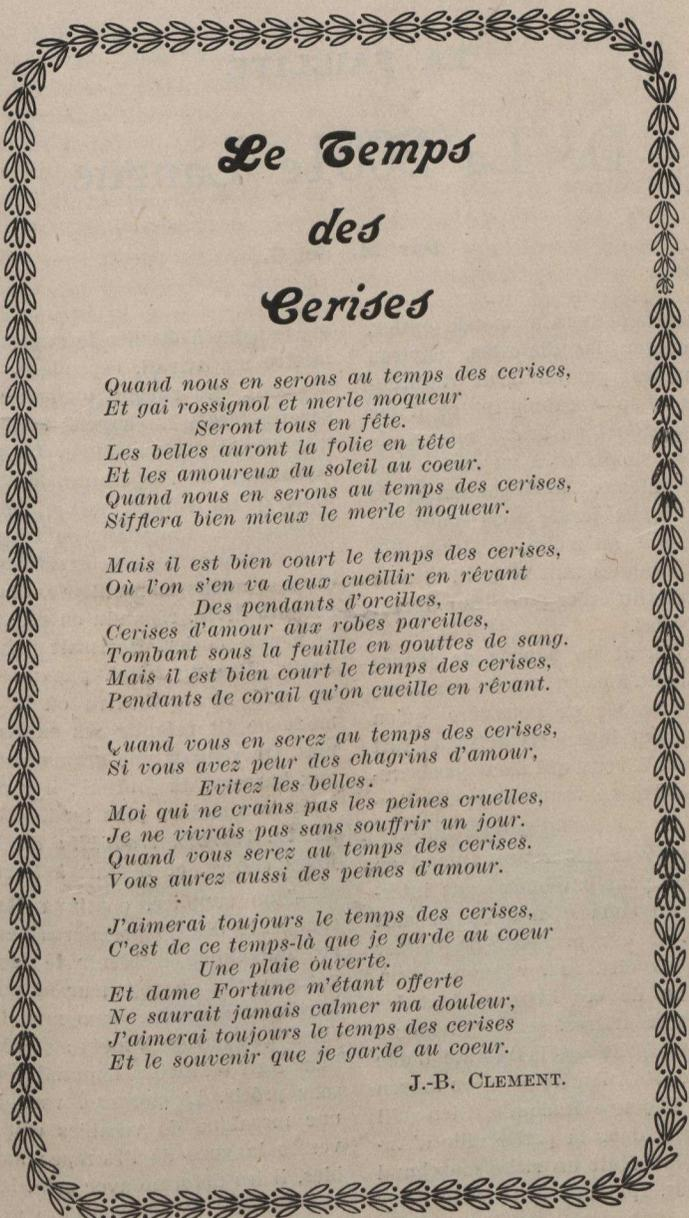 Le Temps
des
Cerises
Quand nous en serons au temps des cerises,
Et gai rossignol et merle moqueur
Seront tous en fête.
Les belles auront la folie en tête
Et les amoureux du soleil au coeur.
Quand nous en serons au temps des cerises,
Sifflera bien mieux le merle moqueur.
Mais il est bien court le temps des cerises,
Où l'on s'en va deux cueillir en rêvant
Des pendants d'oreilles,
Cerises d'amour aux robes pareilles,
Tombant sous la feuille en gouttes de sang.
Mais il est bien court le temps des cerises,
Pendants de corail qu'on cueille en rêvant.
Quand vous en serez au temps des cerises,
Si vous avez peur des chagrins d'amour,
Evitez les belles.
Moi qui ne crains pas les peines cruelles,
Je ne vivrais pas sans souffrir un jour.
Quand vous serez au temps des cerises.
Vous aurez aussi des peines d'amour.
J'aimerai toujours le temps des cerises,
C'est de ce temps-là que je garde au coeur
Une plaie ouverte.
Et dame Fortune m'étant offerte
Ne saurait jamais calmer ma douleur,
J'aimerai toujours le temps des cerises
Et le souvenir que je garde au coeur.
J.-B. CLEMENT.